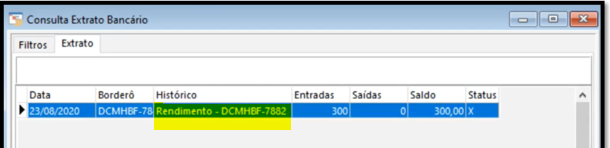 Consulta Extrato Bancário
Filtros Extrato
Data Borderô Histórico Entradas Saídas Saldo Status
23/08/2020 DCMHBF-78 Rendimento - DCMHBF-7882 300 0 300,00 X